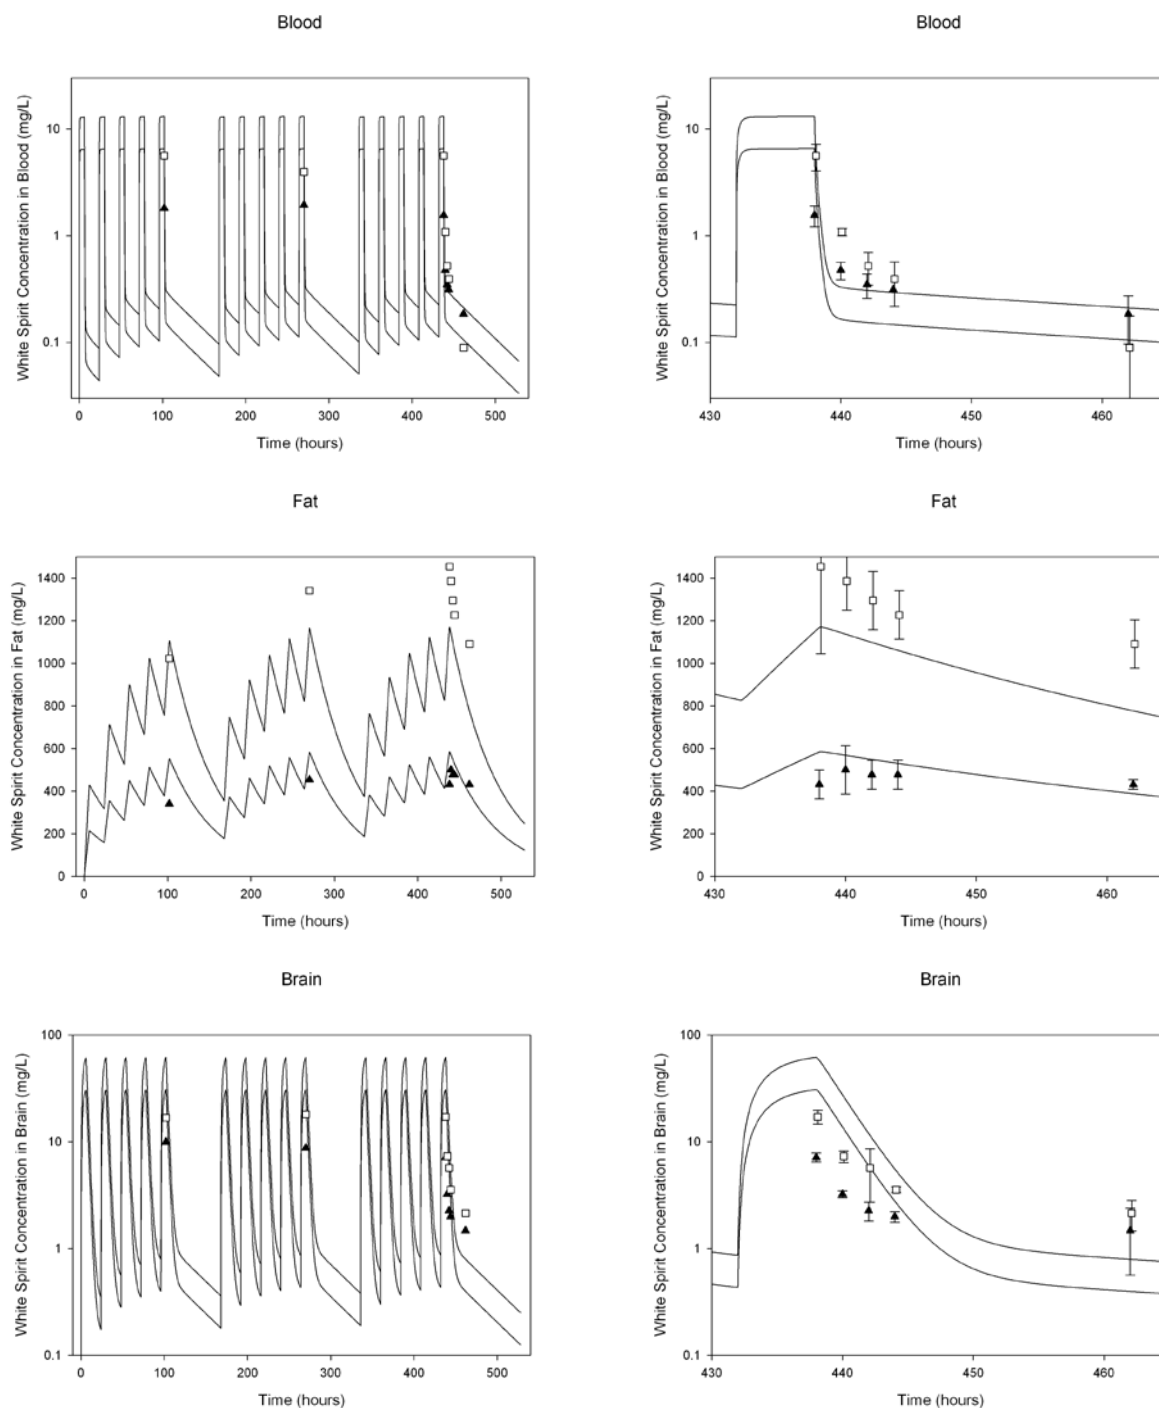 Blood
White Spirit Concentration in Blood (mg/L)
10
1
0.1
0 100 200 300 400 500
Time (hours)
Blood
White Spirit Concentration in Blood (mg/L)
10
1
0.1
430 440 450 460
Time (hours)
Fat
White Spirit Concentration in Fat (mg/L)
1400
1200
1000
800
600
400
200
0
0 100 200 300 400 500
Time (hours)
Fat
White Spirit Concentration in Fat (mg/L)
1400
1200
1000
800
600
400
200
0
430 440 450 460
Time (hours)
Brain
White Spirit Concentration in Brain (mg/L)
100
10
1
0.1
0 100 200 300 400 500
Time (hours)
Brain
White Spirit Concentration in Brain (mg/L)
100
10
1
0.1
430 440 450 460
Time (hours)